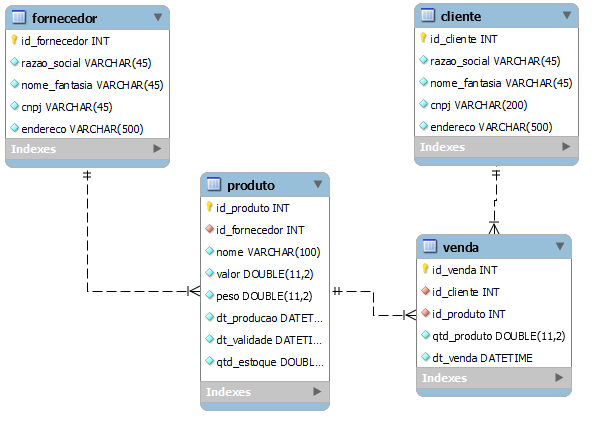 fornecedor
id_fornecedor INT
razao_social VARCHAR(45)
nome_fantasia VARCHAR(45)
cnpj VARCHAR(45)
endereco VARCHAR(500)
Indexes
cliente
id_cliente INT
razao_social VARCHAR(45)
nome_fantasia VARCHAR(45)
cnpj VARCHAR(200)
endereco VARCHAR(500)
Indexes
produto
id_produto INT
id_fornecedor INT
nome VARCHAR(100)
valor DOUBLE(11,2)
peso DOUBLE(11,2)
dt_producao DATET...
dt_validade DATETI...
qtd_estoque DOUBL...
Indexes
venda
id_venda INT
id_cliente INT
id_produto INT
qtd_produto DOUBLE(11,2)
dt_venda DATETIME
Indexes